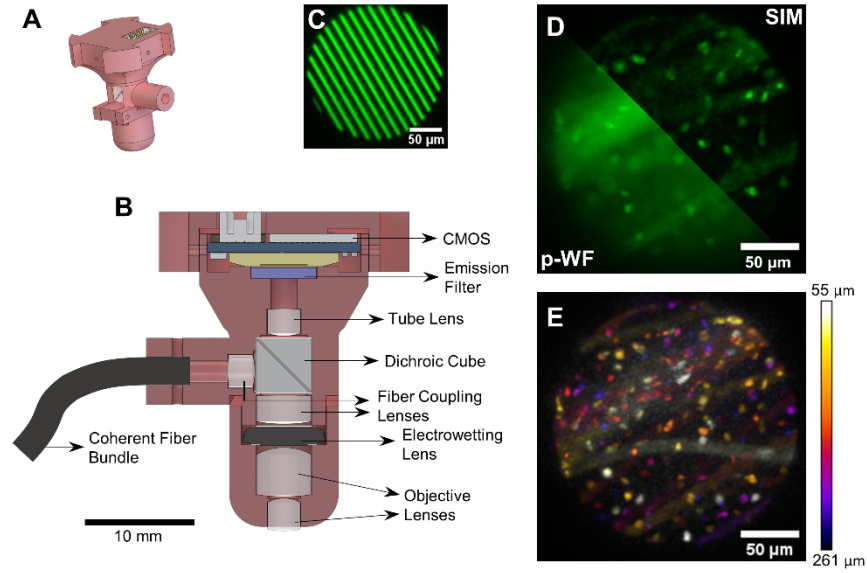 A
B
CMOS
Emission
Filter
Tube Lens
Dichroic Cube
Fiber Coupling
Lenses
Electrowetting
Lens
Objective
Lenses
Coherent Fiber
Bundle
10 mm
C
50 µm
D
SIM
p-WF
50 µm
E
50 µm
55 µm
261 µm